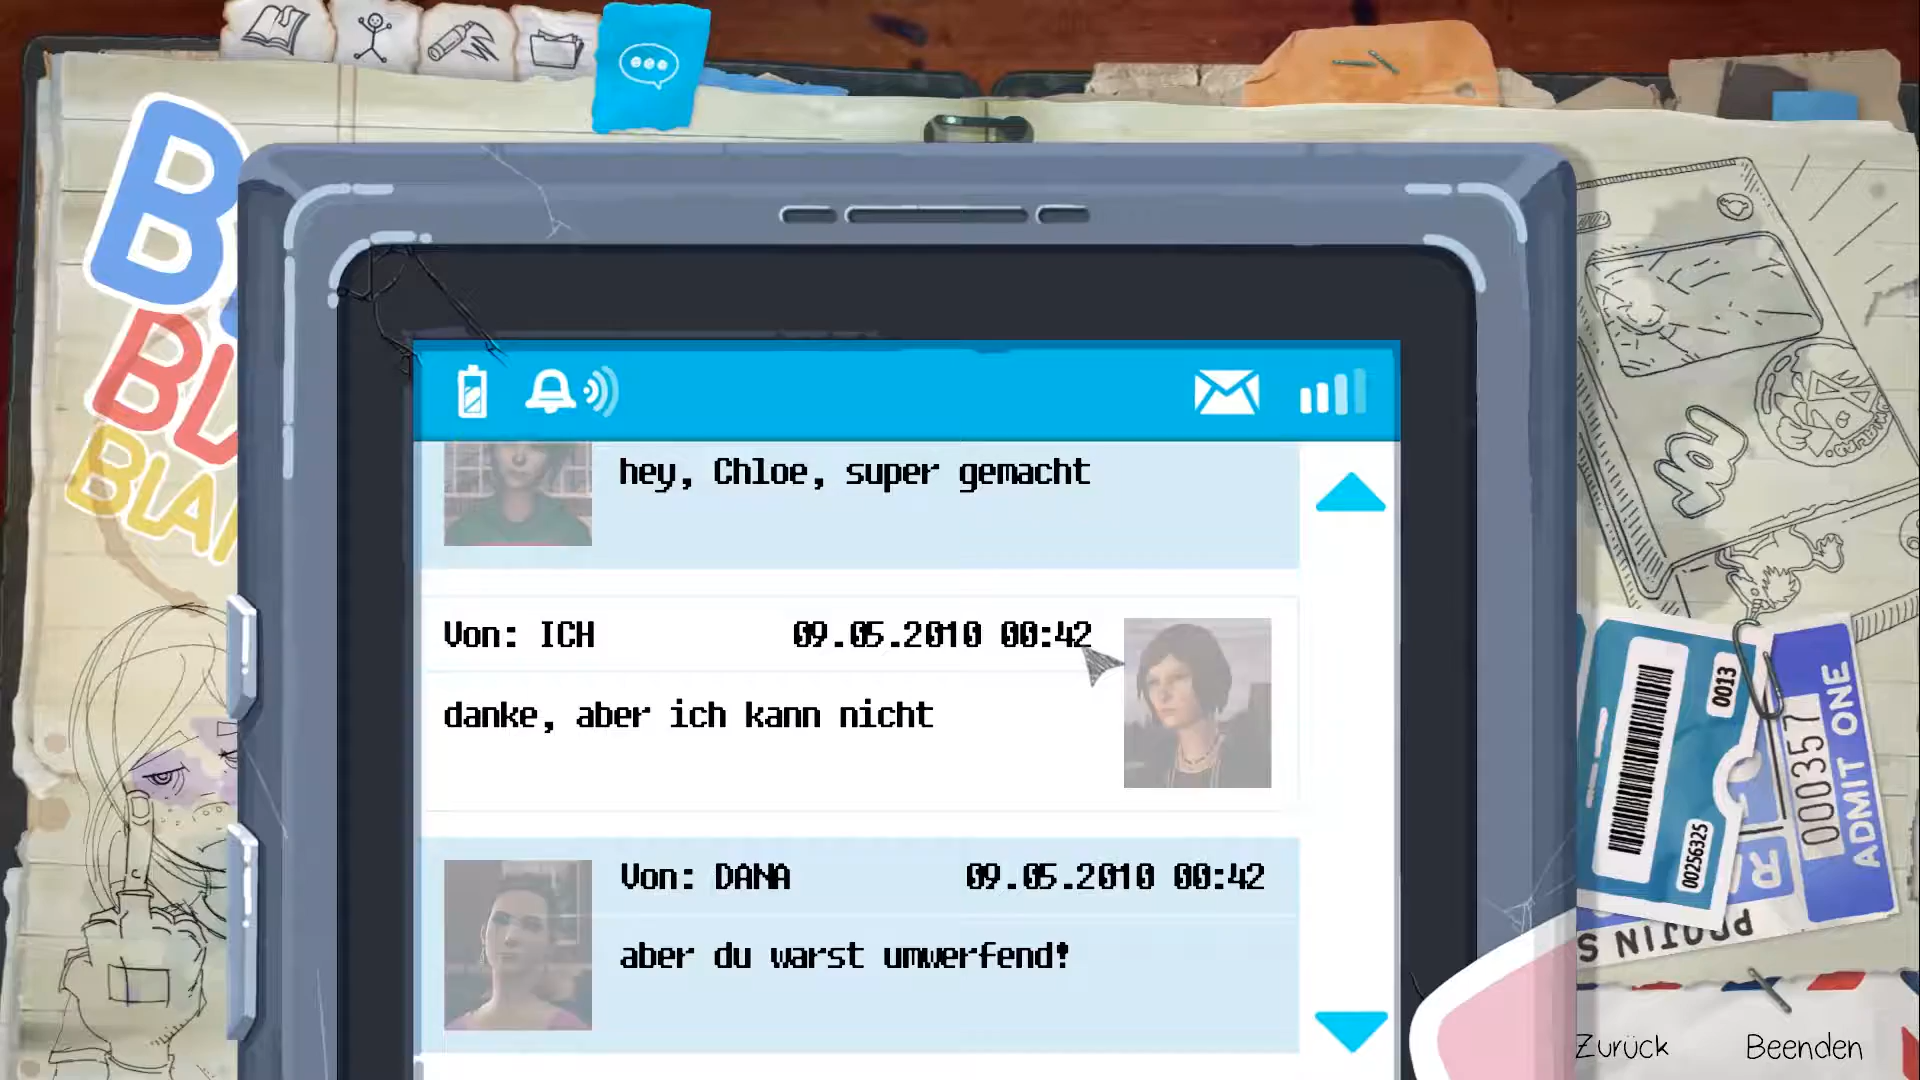 hey, Chloe, super gemacht
Von: ICH 09.05.2010 00:42
danke, aber ich kann nicht
Von: DANA 09.05.2010 00:42
aber du warst umwerfend!
0013
00256325
000357
ADMIT ONE
Zurück Beenden